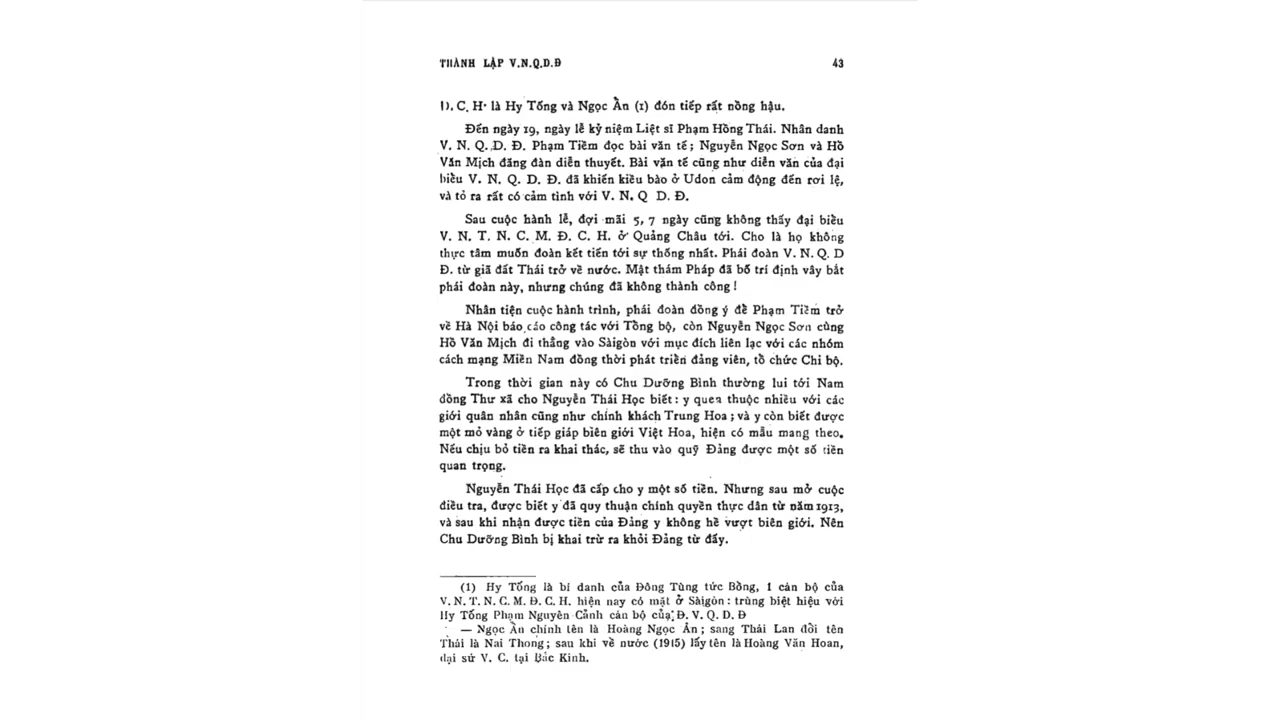 THÀNH LẬP V.N.Q.D.Đ 43
Đ. C. H. là Hy Tống và Ngọc Ẩn (1) đón tiếp rất nồng hậu.
Đến ngày 19, ngày lễ kỷ niệm Liệt sĩ Phạm Hồng Thái. Nhân danh
V. N. Q. D. Đ. Phạm Tiềm đọc bài văn tế ; Nguyễn Ngọc Sơn và Hồ
Văn Mịch đăng đàn diễn thuyết. Bài văn tế cũng như diễn văn của đại
biểu V. N. Q. D. Đ. đã khiến kiều bào ở Udon cảm động đến rơi lệ,
và tỏ ra rất có cảm tình với V. N. Q D. Đ.
Sau cuộc hành lễ, đợi mãi 5, 7 ngày cũng không thấy đại biểu
V. N. T. N. C. M. Đ. C. H. ở Quảng Châu tới. Cho là họ không
thực tâm muốn đoàn kết tiến tới sự thống nhất. Phái đoàn V. N. Q. D
Đ. từ giã đất Thái trở về nước. Mật thám Pháp đã bố trí định vây bắt
phái đoàn này, nhưng chúng đã không thành công !
Nhân tiện cuộc hành trình, phái đoàn đồng ý để Phạm Tiềm trở
về Hà Nội báo cáo công tác với Tổng bộ, còn Nguyễn Ngọc Sơn cùng
Hồ Văn Mịch đi thẳng vào Sàigòn với mục đích liên lạc với các nhóm
cách mạng Miền Nam đồng thời phát triển đảng viên, tổ chức Chi bộ.
Trong thời gian này có Chu Dưỡng Bình thường lui tới Nam
đồng Thư xã cho Nguyễn Thái Học biết : y quen thuộc nhiều với các
giới quân nhân cũng như chính khách Trung Hoa ; và y còn biết được
một mỏ vàng ở tiếp giáp biên giới Việt Hoa, hiện có mẫu mang theo.
Nếu chịu bỏ tiền ra khai thác, sẽ thu vào quỹ Đảng được một số tiền
quan trọng.
Nguyễn Thái Học đã cấp cho y một số tiền. Nhưng sau mở cuộc
điều tra, được biết y đã quy thuận chính quyền thực dân từ năm 1913,
và sau khi nhận được tiền của Đảng y không hề vượt biên giới. Nên
Chu Dưỡng Bình bị khai trừ ra khỏi Đảng từ đấy.
(1) Hy Tống là bí danh của Đông Tùng tức Bồng, 1 cán bộ của
V. N. T. N. C. M. Đ. C. H. hiện nay có mặt ở Sàigòn : trùng biệt hiệu với
Hy Tống Phạm Nguyên Cảnh cán bộ của Đ. V. Q. D. Đ
— Ngọc Ẩn chính tên là Hoàng Ngọc Ẩn ; sang Thái Lan đổi tên
Thái là Nai Thong ; sau khi về nước (1945) lấy tên là Hoàng Văn Hoan,
đại sứ V. C. tại Bắc Kinh.